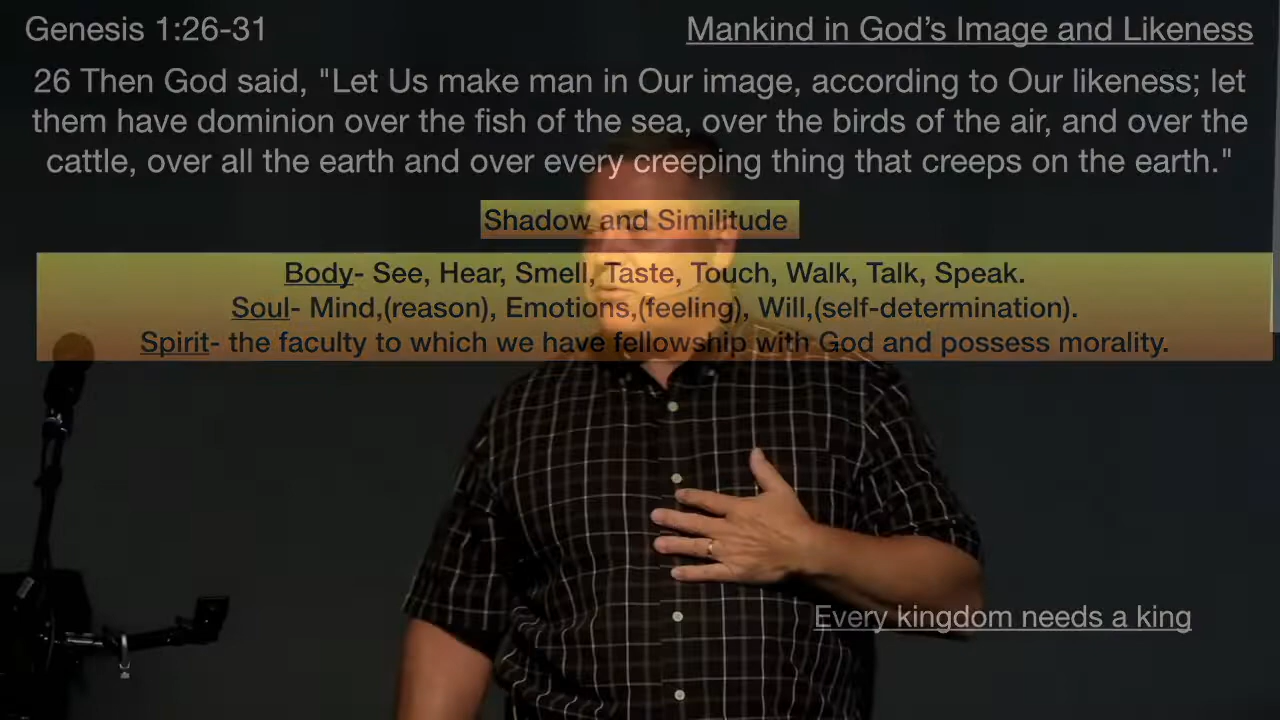 Genesis 1:26-31
Mankind in God’s Image and Likeness
26 Then God said, "Let Us make man in Our image, according to Our likeness; let
them have dominion over the fish of the sea, over the birds of the air, and over the
cattle, over all the earth and over every creeping thing that creeps on the earth."
Shadow and Similitude
Body- See, Hear, Smell, Taste, Touch, Walk, Talk, Speak.
Soul- Mind,(reason), Emotions,(feeling), Will,(self-determination).
Spirit- the faculty to which we have fellowship with God and possess morality.
Every kingdom needs a king